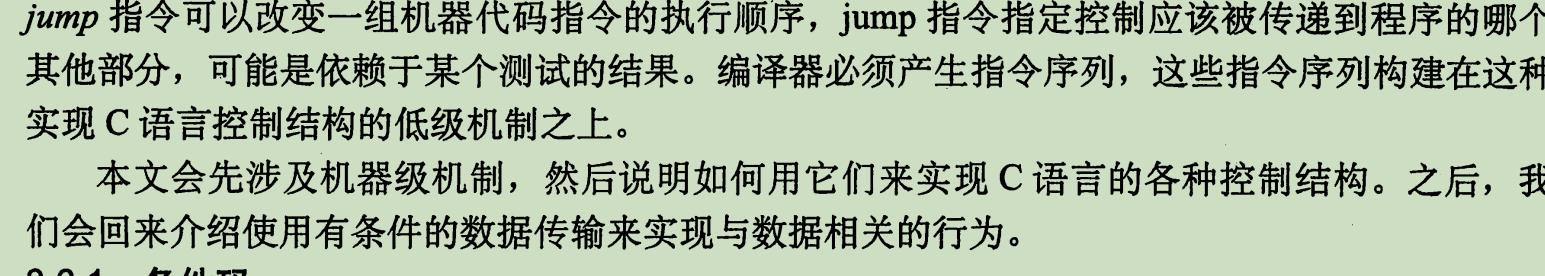 jump 指令可以改变一组机器代码指令的执行顺序，jump 指令指定控制应该被传递到程序的哪个
其他部分，可能是依赖于某个测试的结果。编译器必须产生指令序列，这些指令序列构建在这种
实现 C 语言控制结构的低级机制之上。
本文会先涉及机器级机制，然后说明如何用它们来实现 C 语言的各种控制结构。之后，我
们会回来介绍使用有条件的数据传输来实现与数据相关的行为。